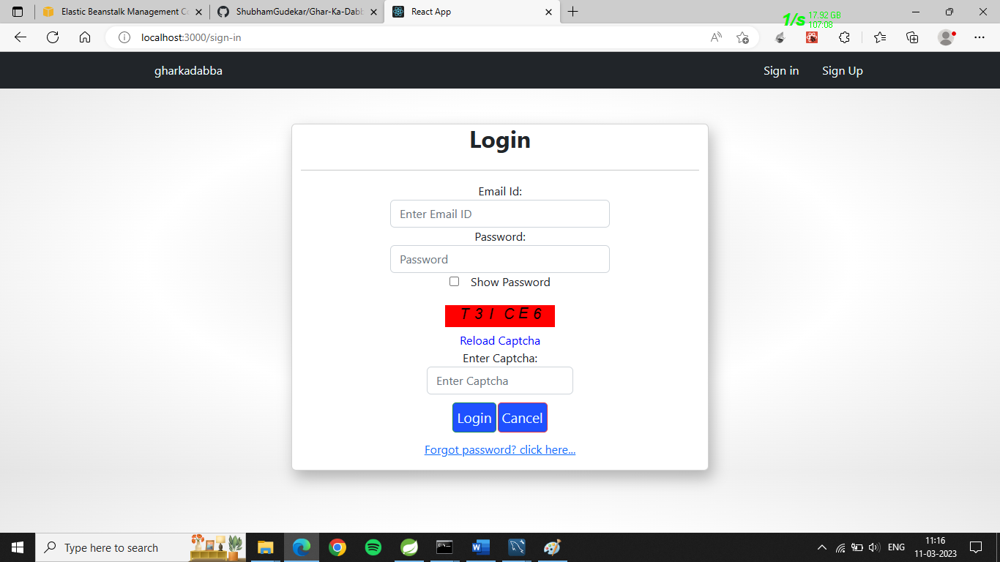 Elastic Beanstalk Management Co
ShubhamGudekar/Ghar-Ka-Dabb
React App
1/s 17.92 GB
107:08
localhost:3000/sign-in
gharkadabba
Sign in
Sign Up
Login
Email Id:
Enter Email ID
Password:
Password
Show Password
T3ICE6
Reload Captcha
Enter Captcha:
Enter Captcha
Login Cancel
Forgot password? click here...
Type here to search
ENG
11:16
11-03-2023